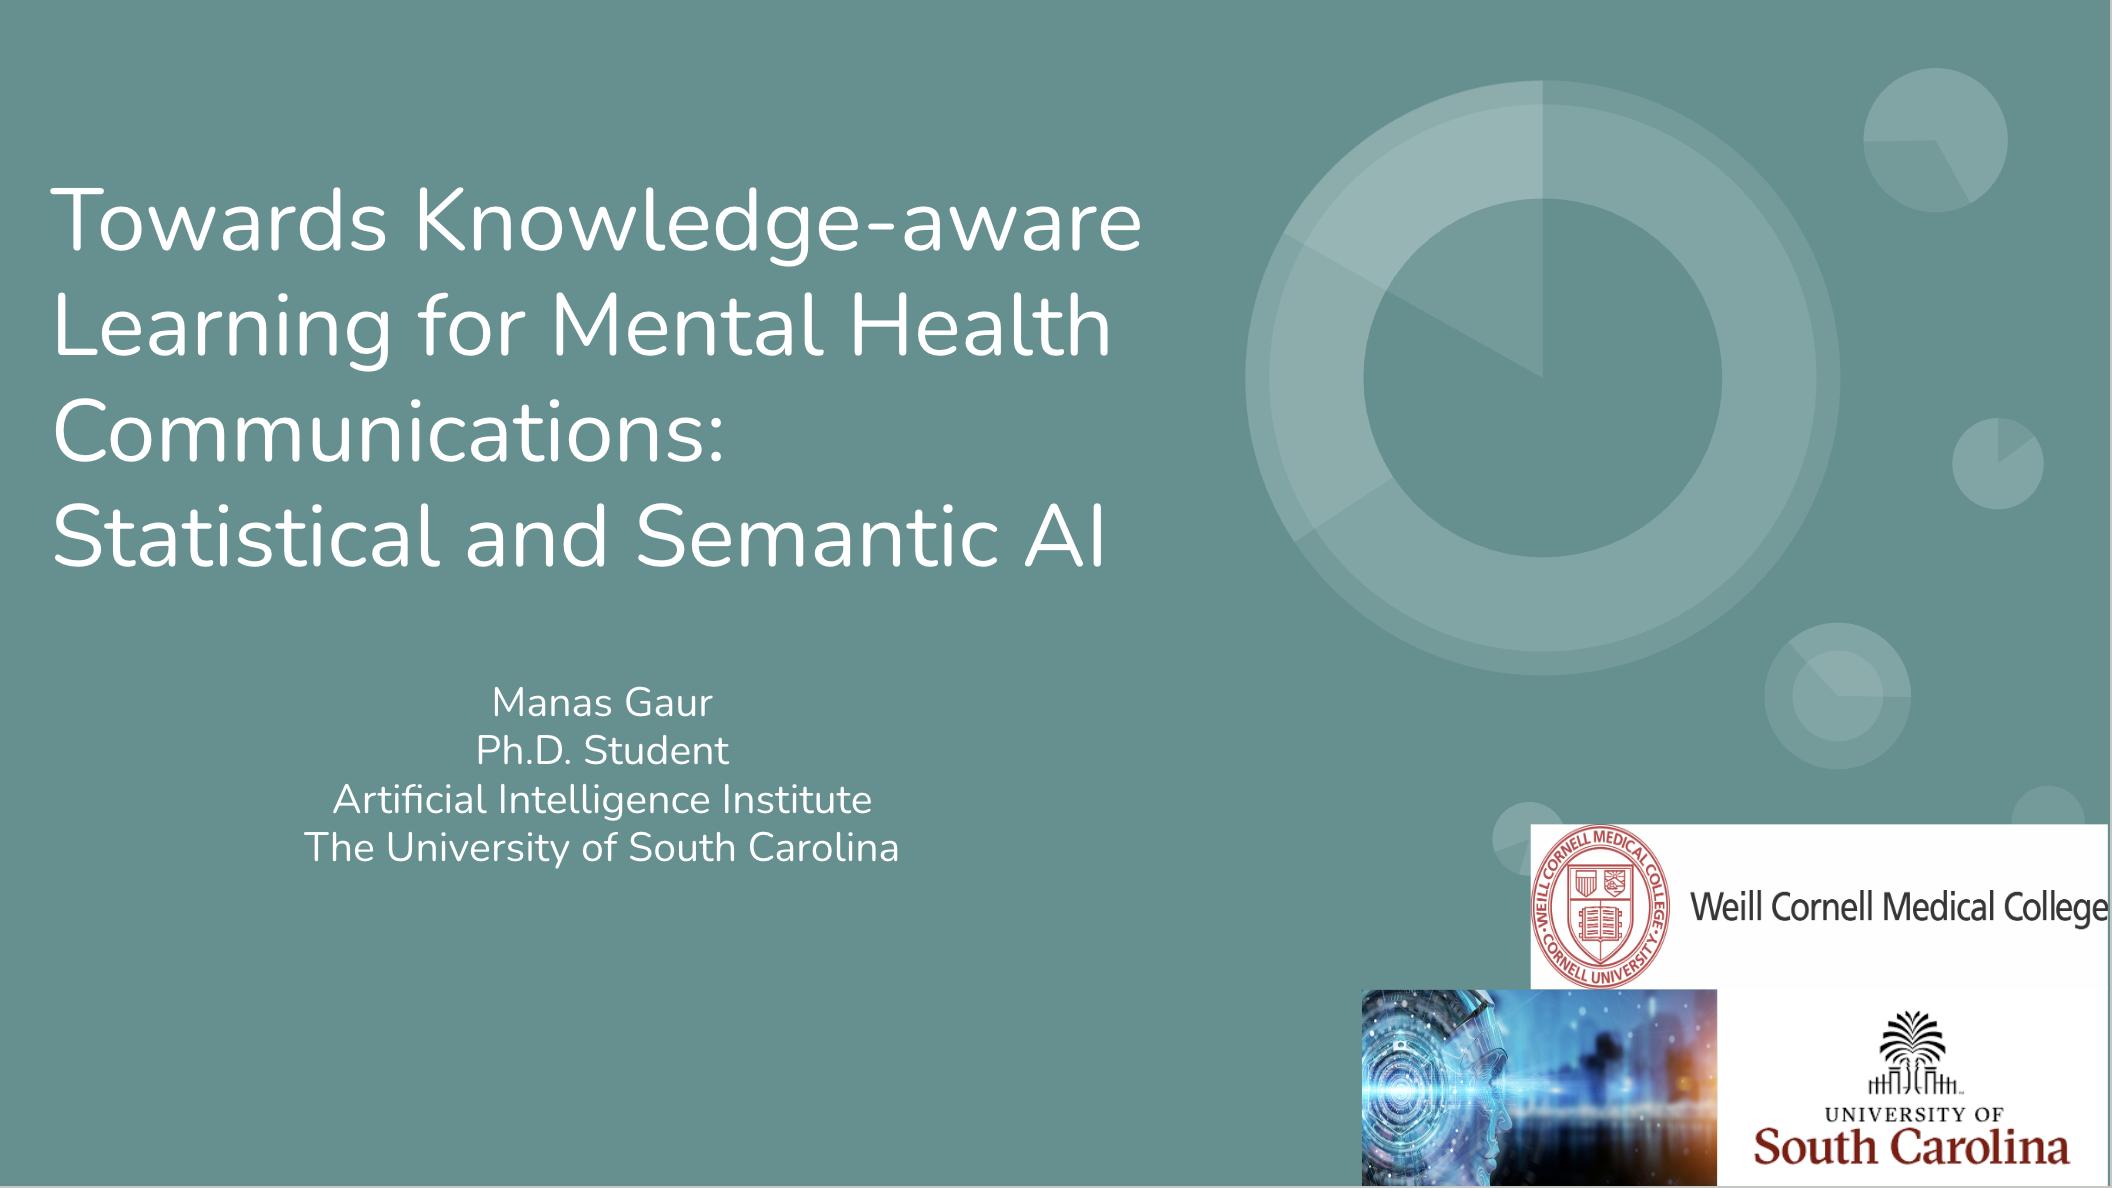 Towards Knowledge-aware
Learning for Mental Health
Communications:
Statistical and Semantic AI
Manas Gaur
Ph.D. Student
Artificial Intelligence Institute
The University of South Carolina
WEILL CORNELL MEDICAL COLLEGE
CORNELL UNIVERSITY
Weill Cornell Medical College
UNIVERSITY OF
South Carolina